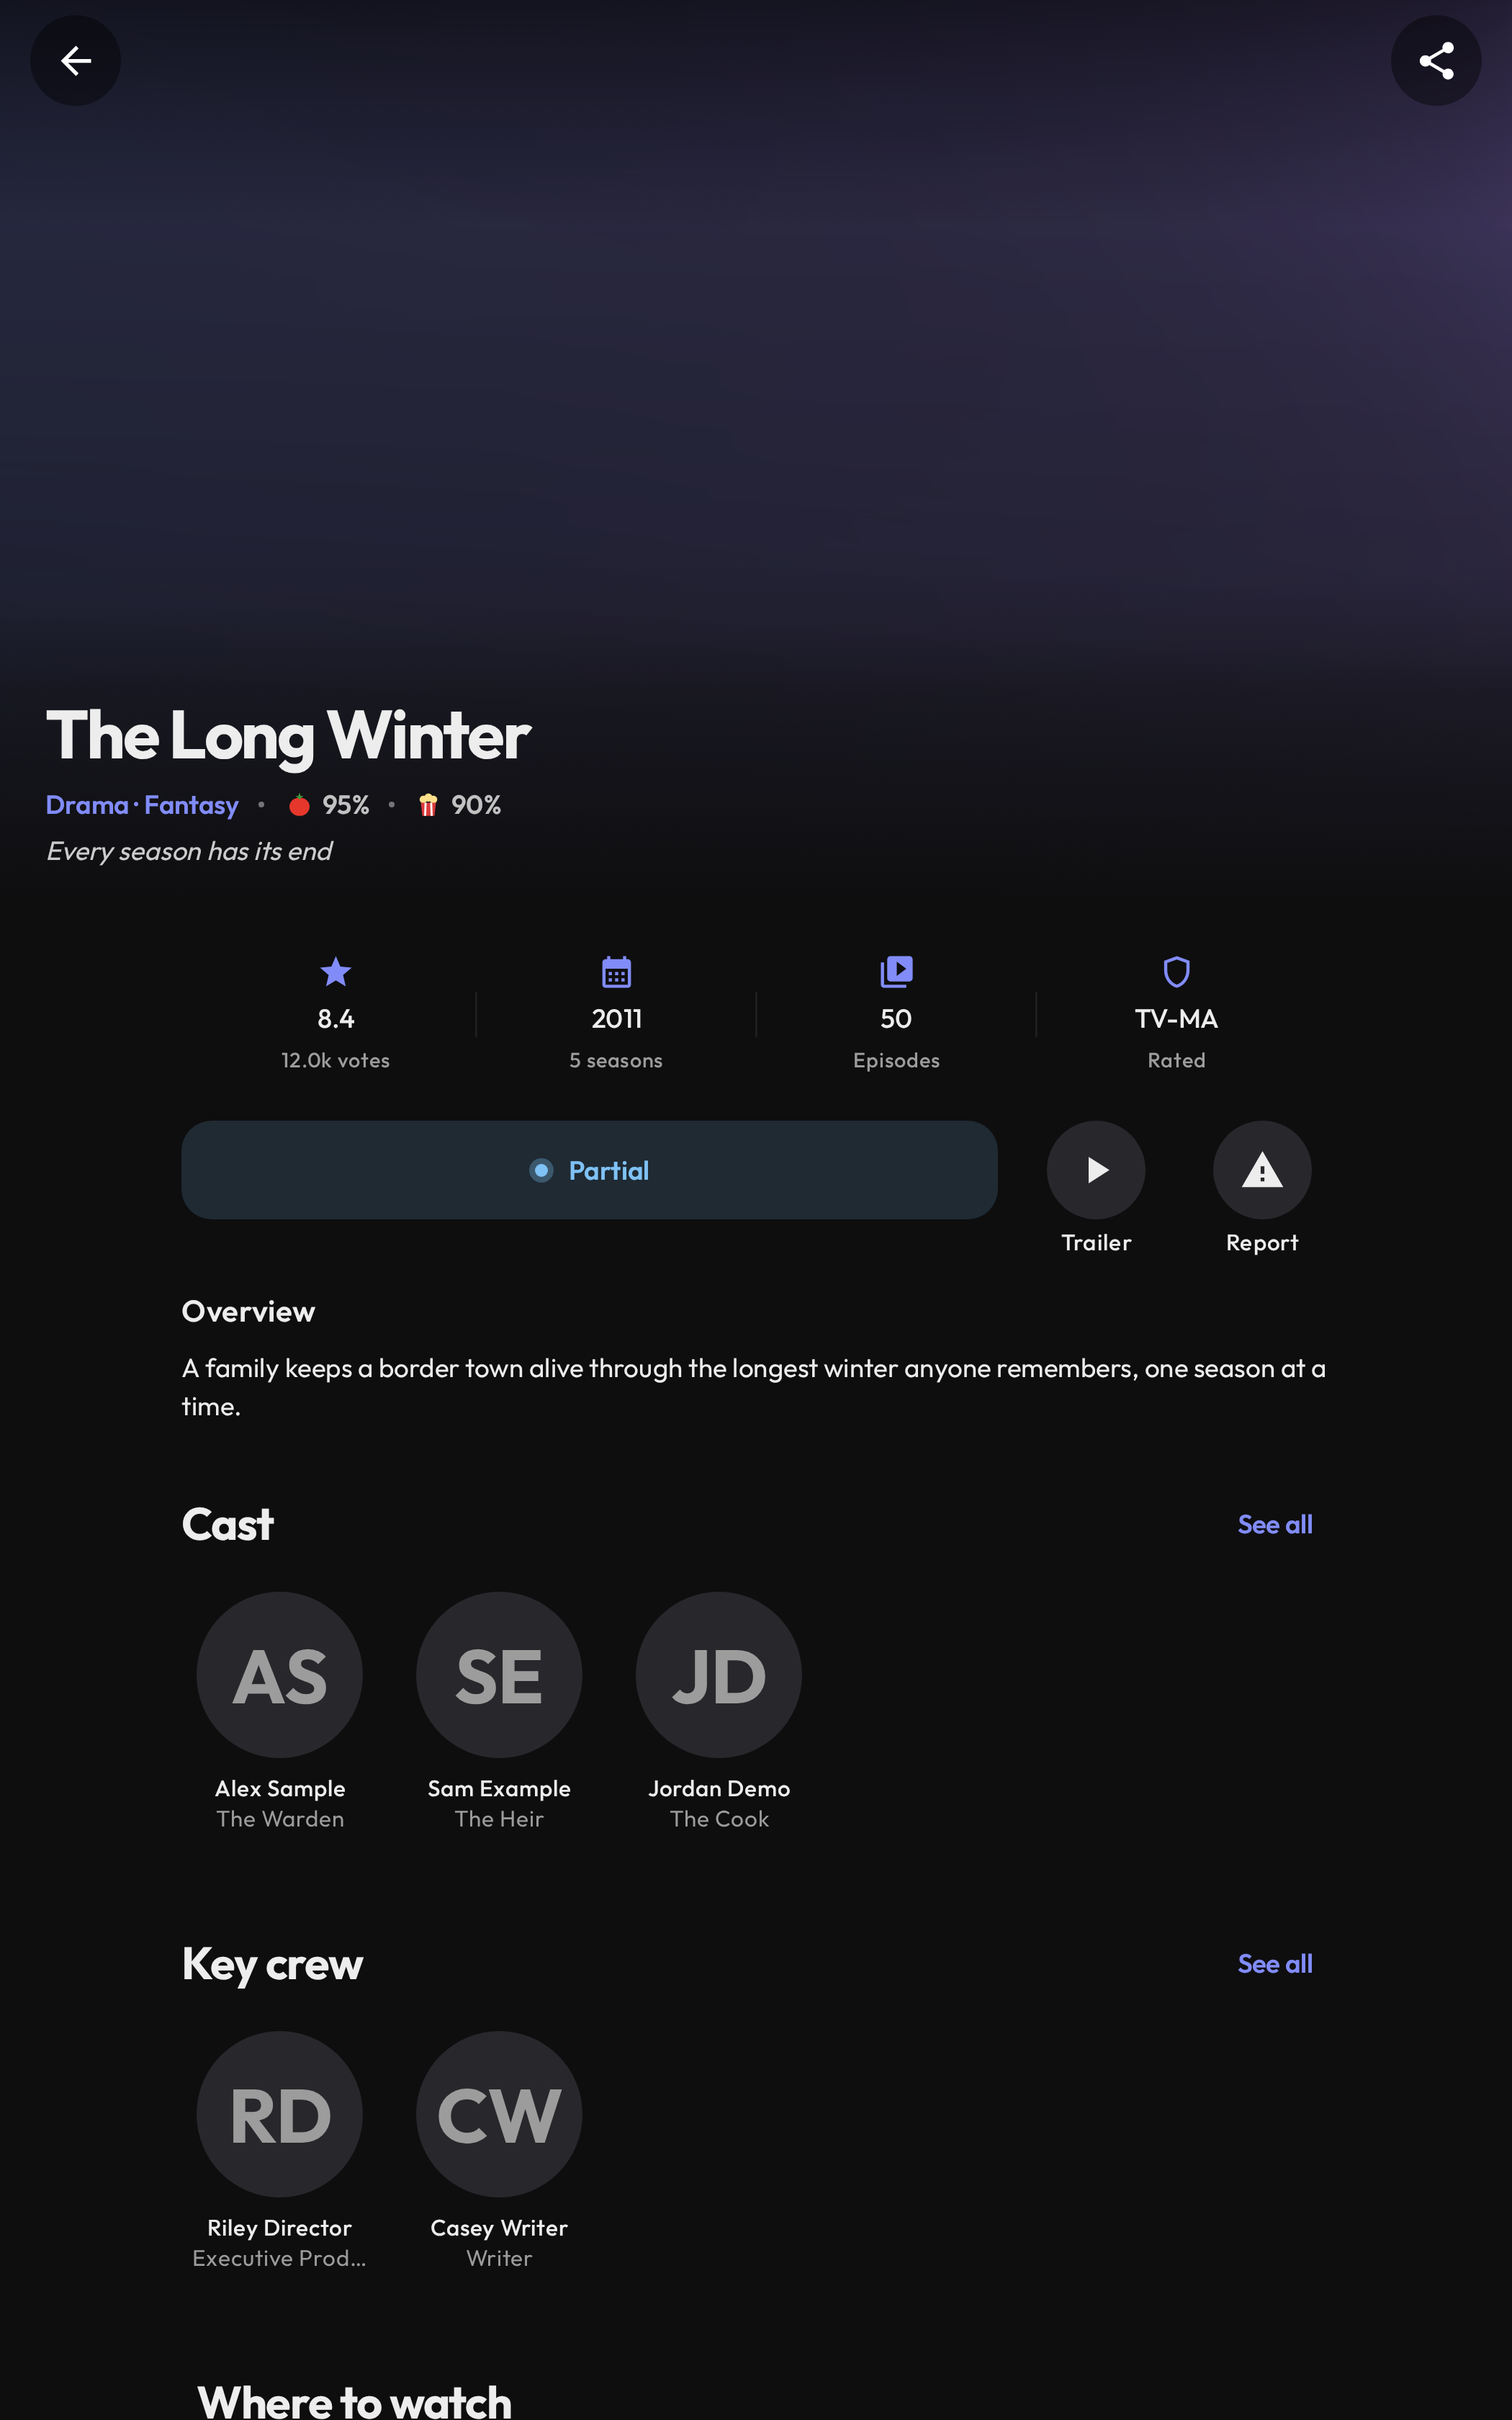 The Long Winter
Drama · Fantasy • 95% • 90%
Every season has its end
8.4
12.0k votes
2011
5 seasons
50
Episodes
TV-MA
Rated
Partial
Trailer
Report
Overview
A family keeps a border town alive through the longest winter anyone remembers, one season at a
time.
Cast
See all
AS
SE
JD
Alex Sample
The Warden
Sam Example
The Heir
Jordan Demo
The Cook
Key crew
See all
RD
CW
Riley Director
Executive Prod...
Casey Writer
Writer
Where to watch